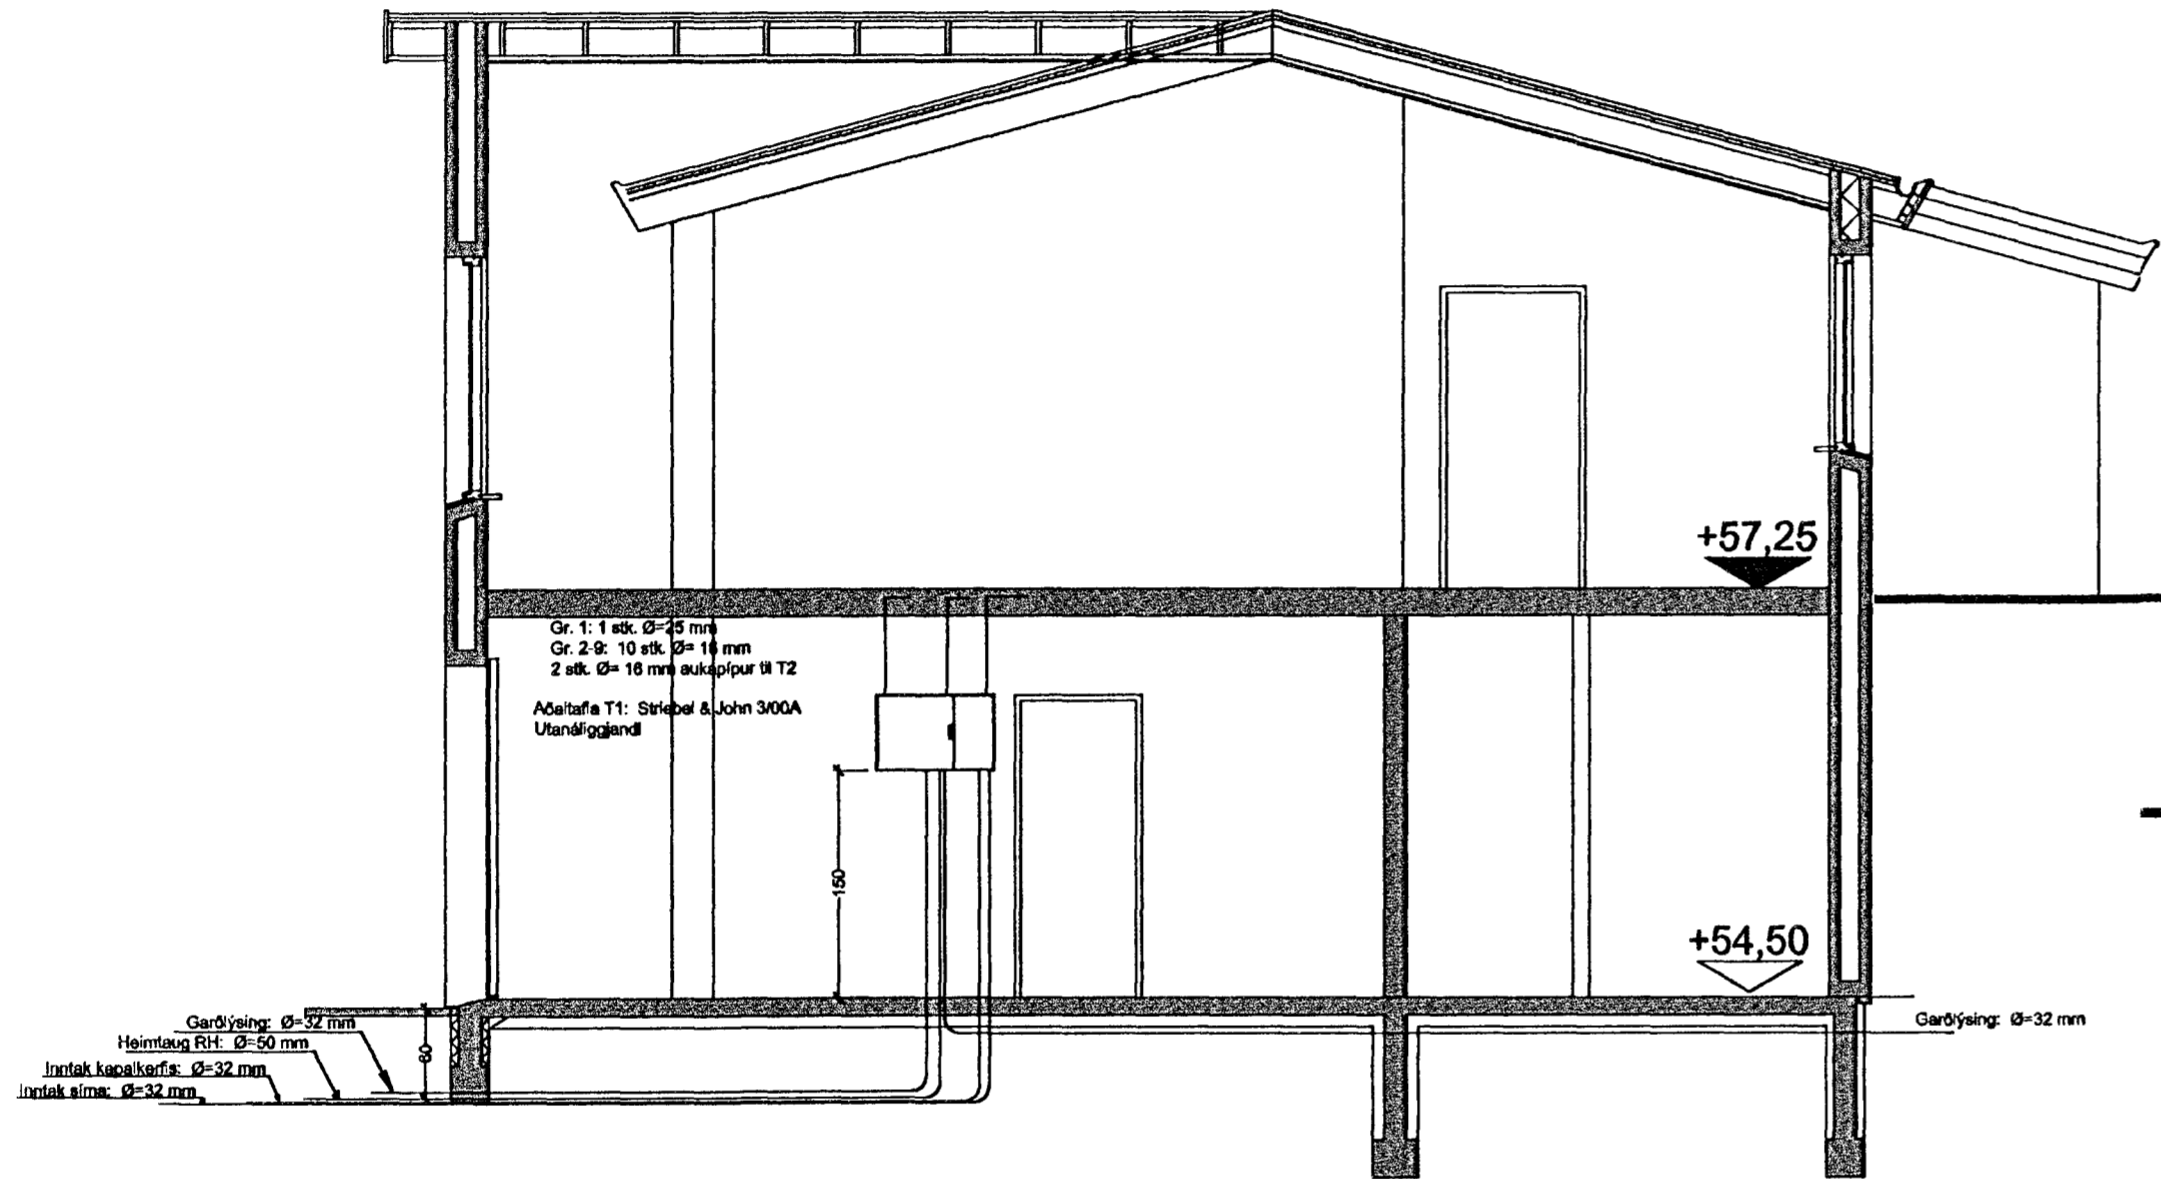 +57,25
Gr. 1: 1 stk. Ø=25 mm
Gr. 2-9: 10 stk. Ø= 16 mm
2 stk. Ø= 16 mm aukapípur til T2
Aðaltafla T1: Striebel & John 3/00A
Utanáliggjandi
150
+54,50
Garðlýsing: Ø=32 mm
Heimtaug RH: Ø=50 mm
Inntak kapalkerfis: Ø=32 mm
Inntak síma: Ø=32 mm
60
Garðlýsing: Ø=32 mm